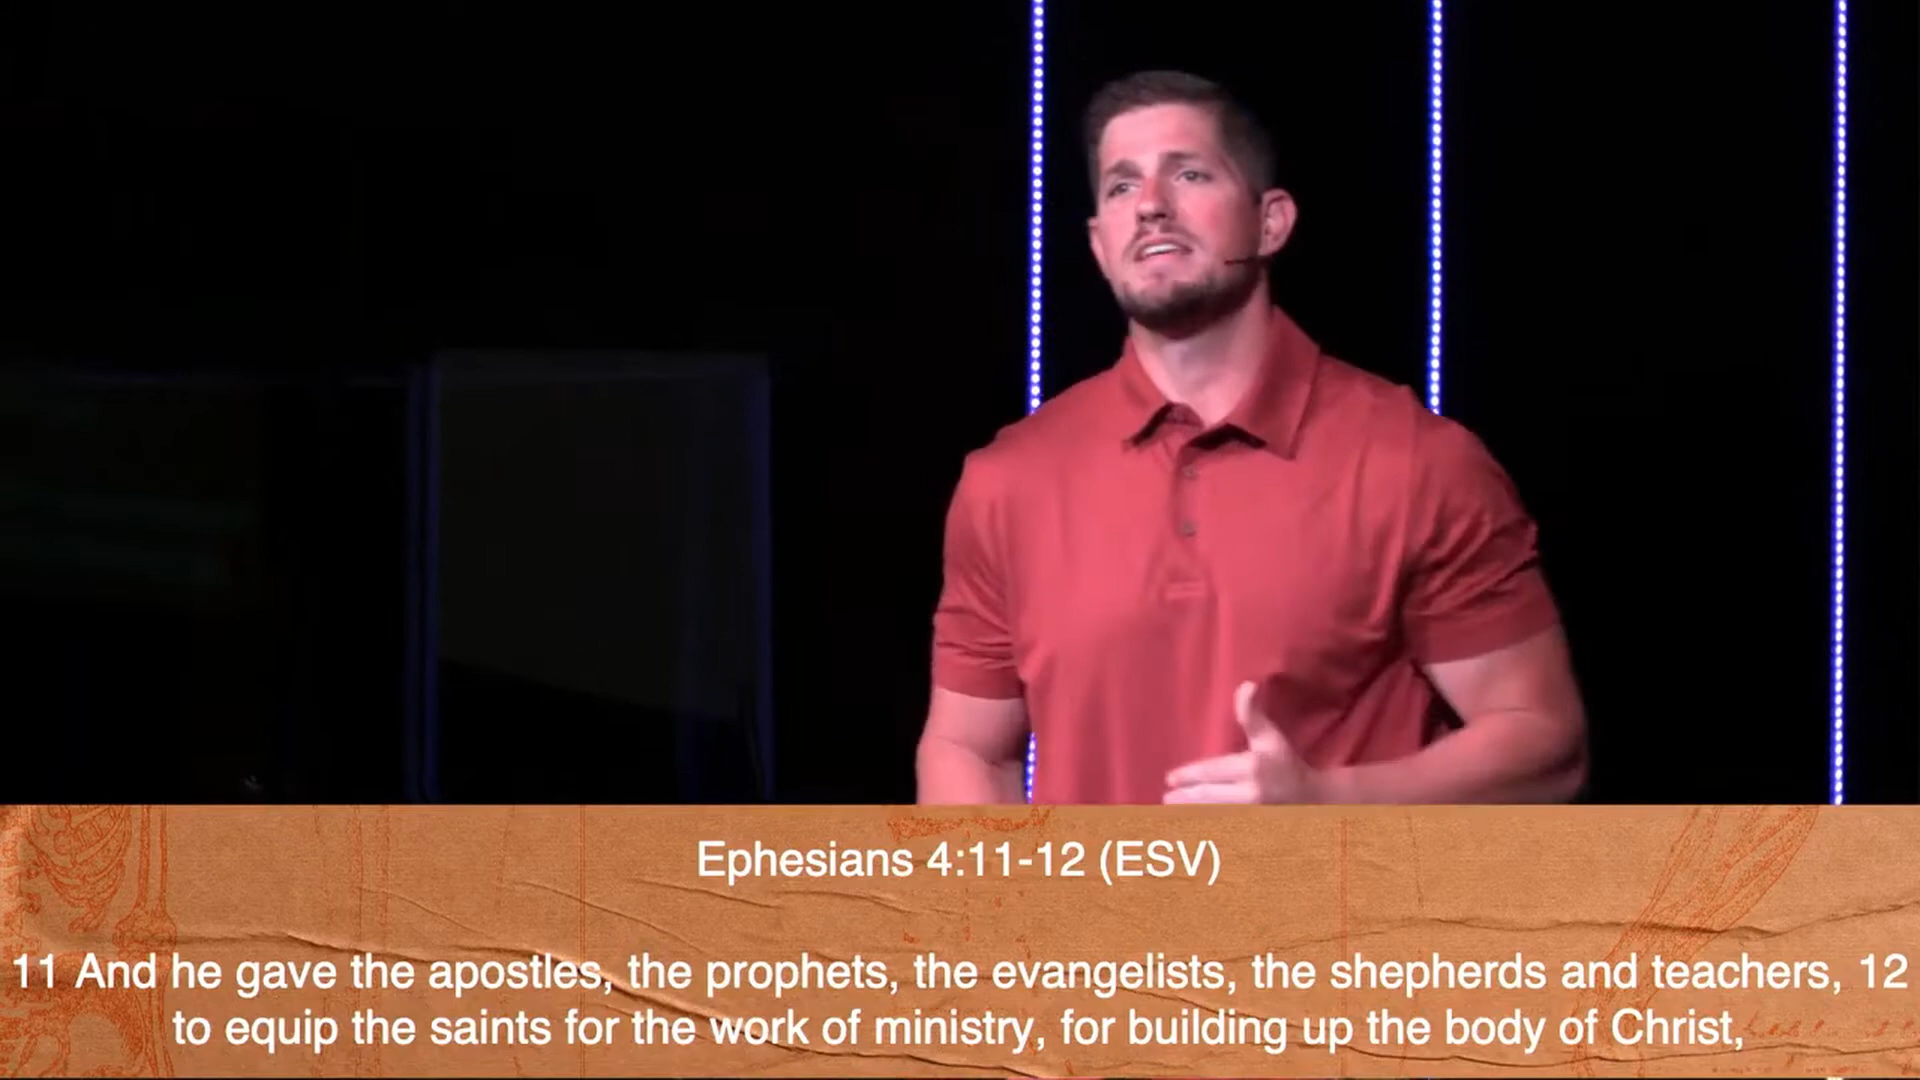 Ephesians 4:11-12 (ESV)
11 And he gave the apostles, the prophets, the evangelists, the shepherds and teachers, 12
to equip the saints for the work of ministry, for building up the body of Christ,